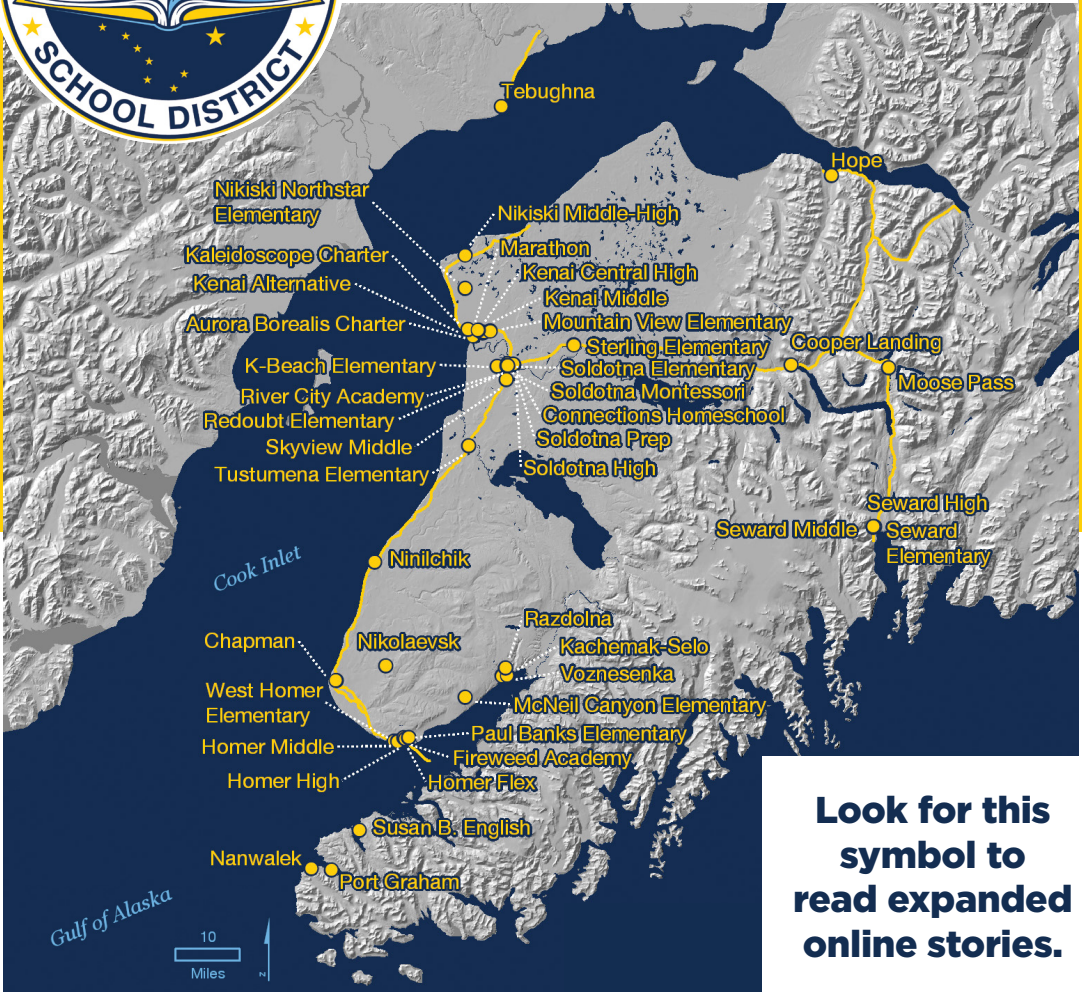 SCHOOL DISTRICT
Tebughna
Hope
Nikiski Northstar
Elementary
Nikiski Middle-High
Kaleidoscope Charter
Marathon
Kenai Central High
Kenai Alternative
Kenai Middle
Aurora Borealis Charter
Mountain View Elementary
Sterling Elementary
Cooper Landing
K-Beach Elementary
Soldotna Elementary
Moose Pass
River City Academy
Soldotna Montessori
Redoubt Elementary
Connections Homeschool
Skyview Middle
Soldotna Prep
Tustumena Elementary
Soldotna High
Seward High
Seward Middle
Seward
Elementary
Cook Inlet
Ninilchik
Razdolna
Chapman
Nikolaevsk
Kachemak-Selo
Voznesenka
West Homer
Elementary
McNeil Canyon Elementary
Homer Middle
Paul Banks Elementary
Fireweed Academy
Homer High
Homer Flex
Susan B. English
Nanwalek
Port Graham
Gulf of Alaska
10
Miles
N
Look for this
symbol to
read expanded
online stories.